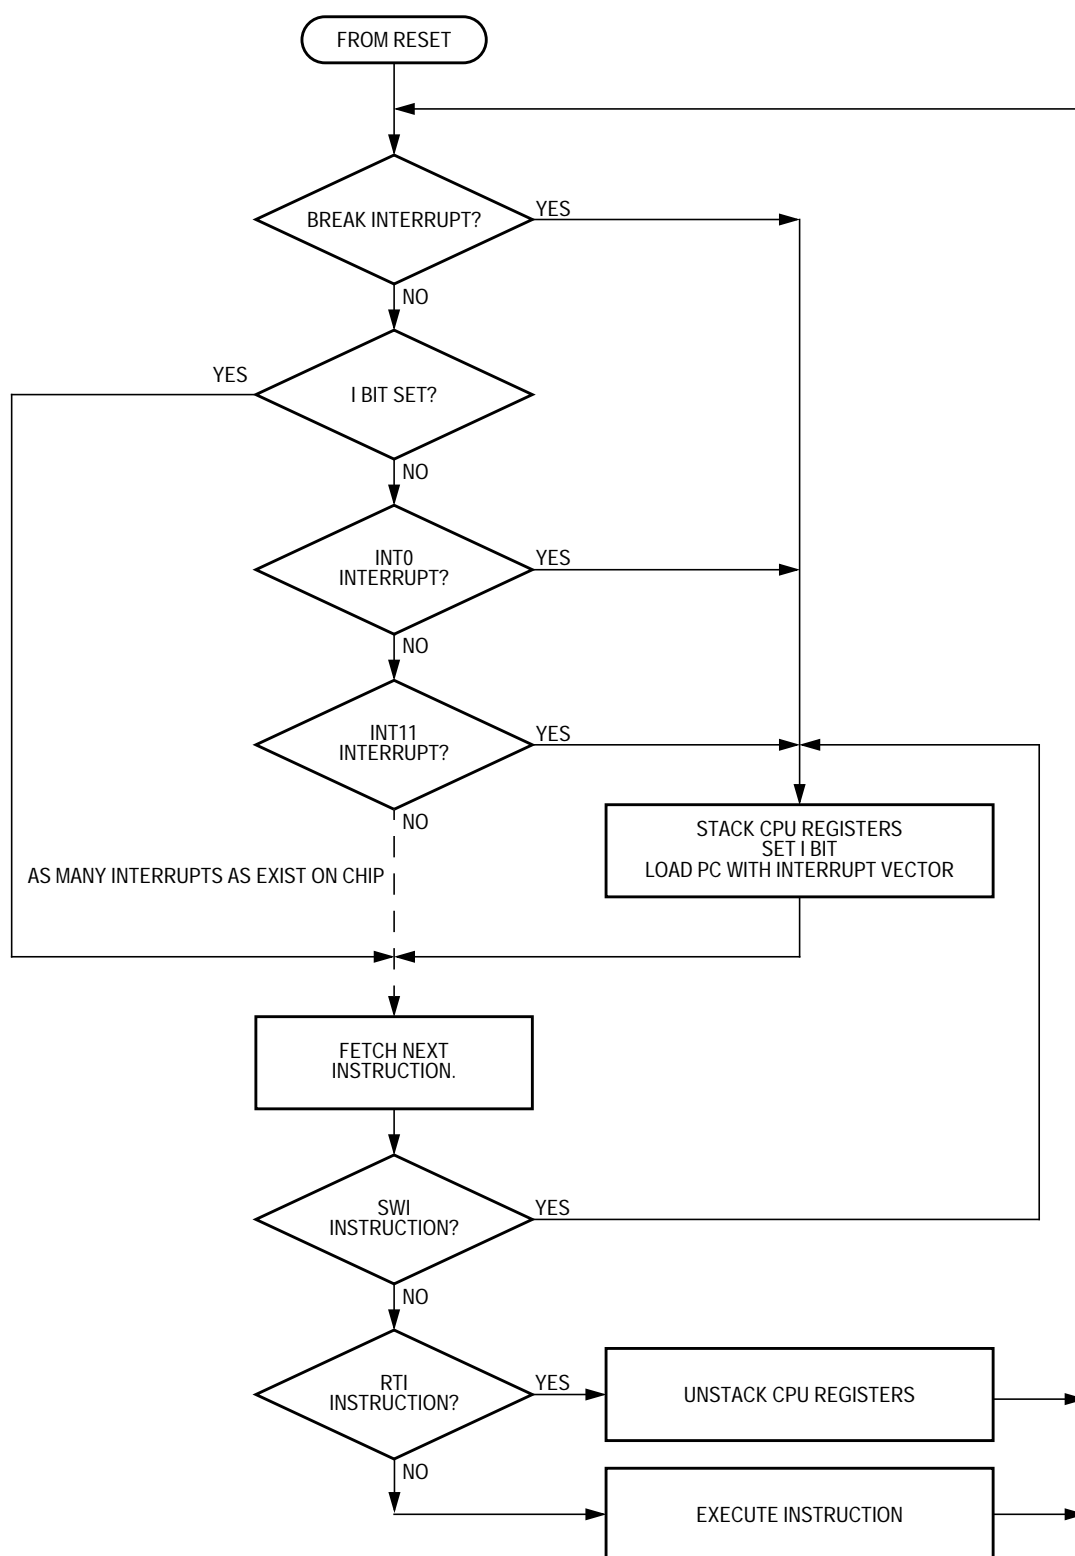 FROM RESET
BREAK INTERRUPT?
YES
NO
YES
I BIT SET?
NO
INT0
INTERRUPT?
YES
NO
INT11
INTERRUPT?
YES
NO
STACK CPU REGISTERS
SET I BIT
LOAD PC WITH INTERRUPT VECTOR
AS MANY INTERRUPTS AS EXIST ON CHIP
FETCH NEXT
INSTRUCTION.
SWI
INSTRUCTION?
YES
NO
RTI
INSTRUCTION?
YES
UNSTACK CPU REGISTERS
NO
EXECUTE INSTRUCTION